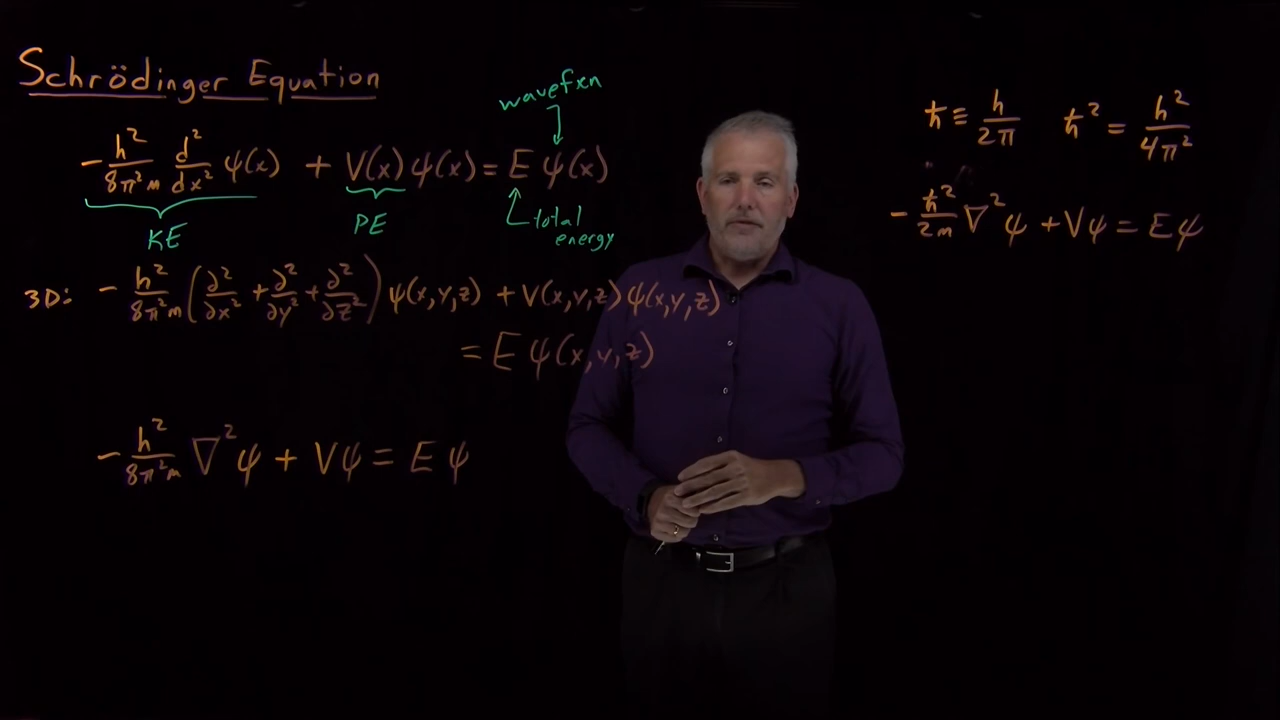 Schrödinger Equation
wavefxn
-h²/8π²m d²/dx² ψ(x) + V(x) ψ(x) = E ψ(x)
KE
PE
total energy
3D: -h²/8π²m (∂²/∂x² + ∂²/∂y² + ∂²/∂z²) ψ(x,y,z) + V(x,y,z) ψ(x,y,z)
= E ψ(x,y,z)
-h²/8π²m ∇²ψ + Vψ = Eψ
ħ ≡ h/2π ħ² = h²/4π²
-ħ²/2m ∇²ψ + Vψ = Eψ